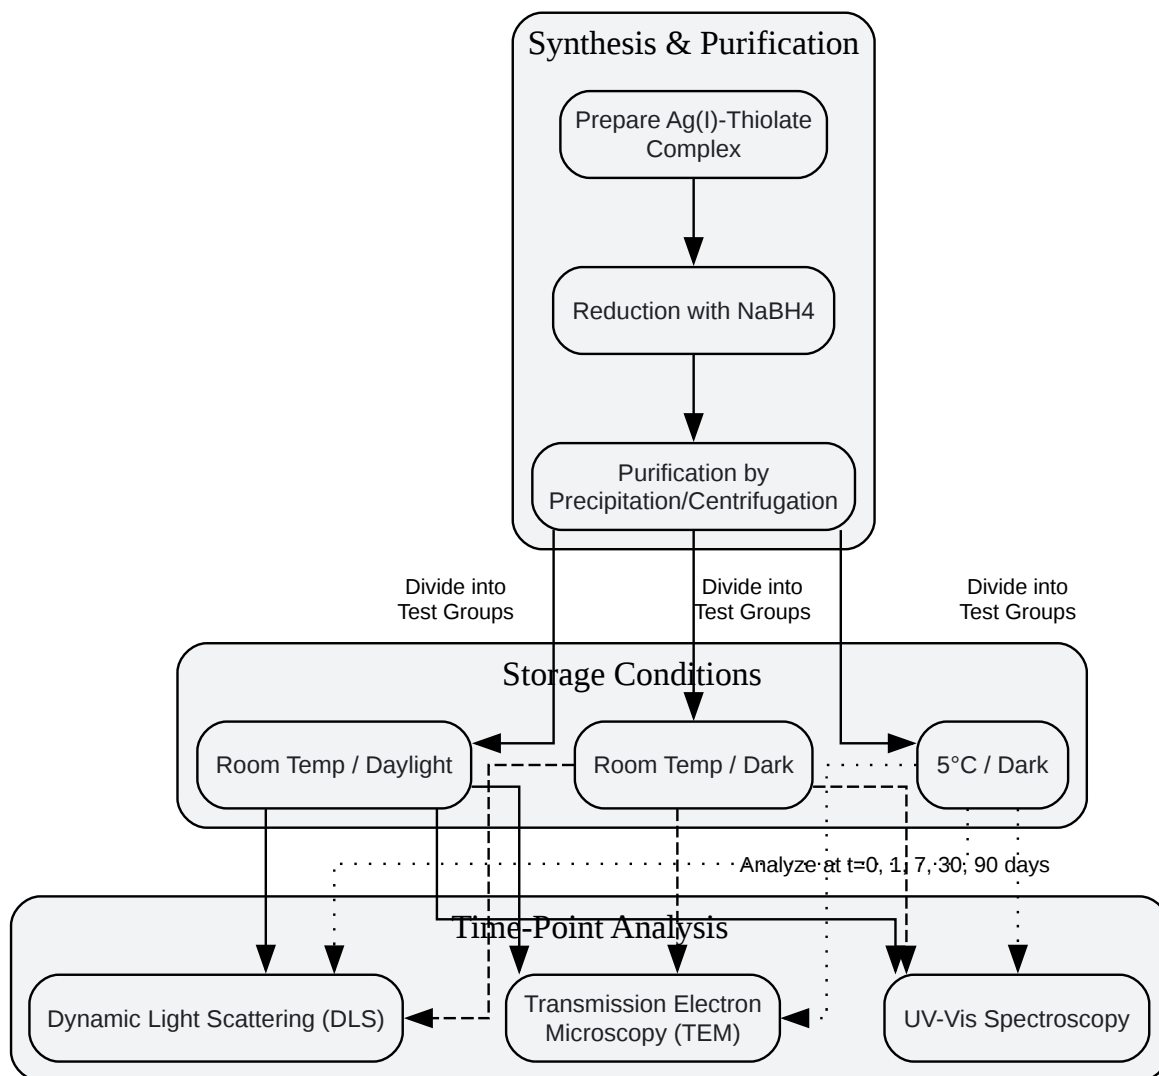 Synthesis & Purification
Prepare Ag(I)-Thiolate
Complex
Reduction with NaBH4
Purification by
Precipitation/Centrifugation
Divide into
Test Groups
Divide into
Test Groups
Divide into
Test Groups
Storage Conditions
Room Temp / Daylight
Room Temp / Dark
5°C / Dark
Analyze at t=0, 1, 7, 30, 90 days
Time-Point Analysis
Dynamic Light Scattering (DLS)
Transmission Electron
Microscopy (TEM)
UV-Vis Spectroscopy